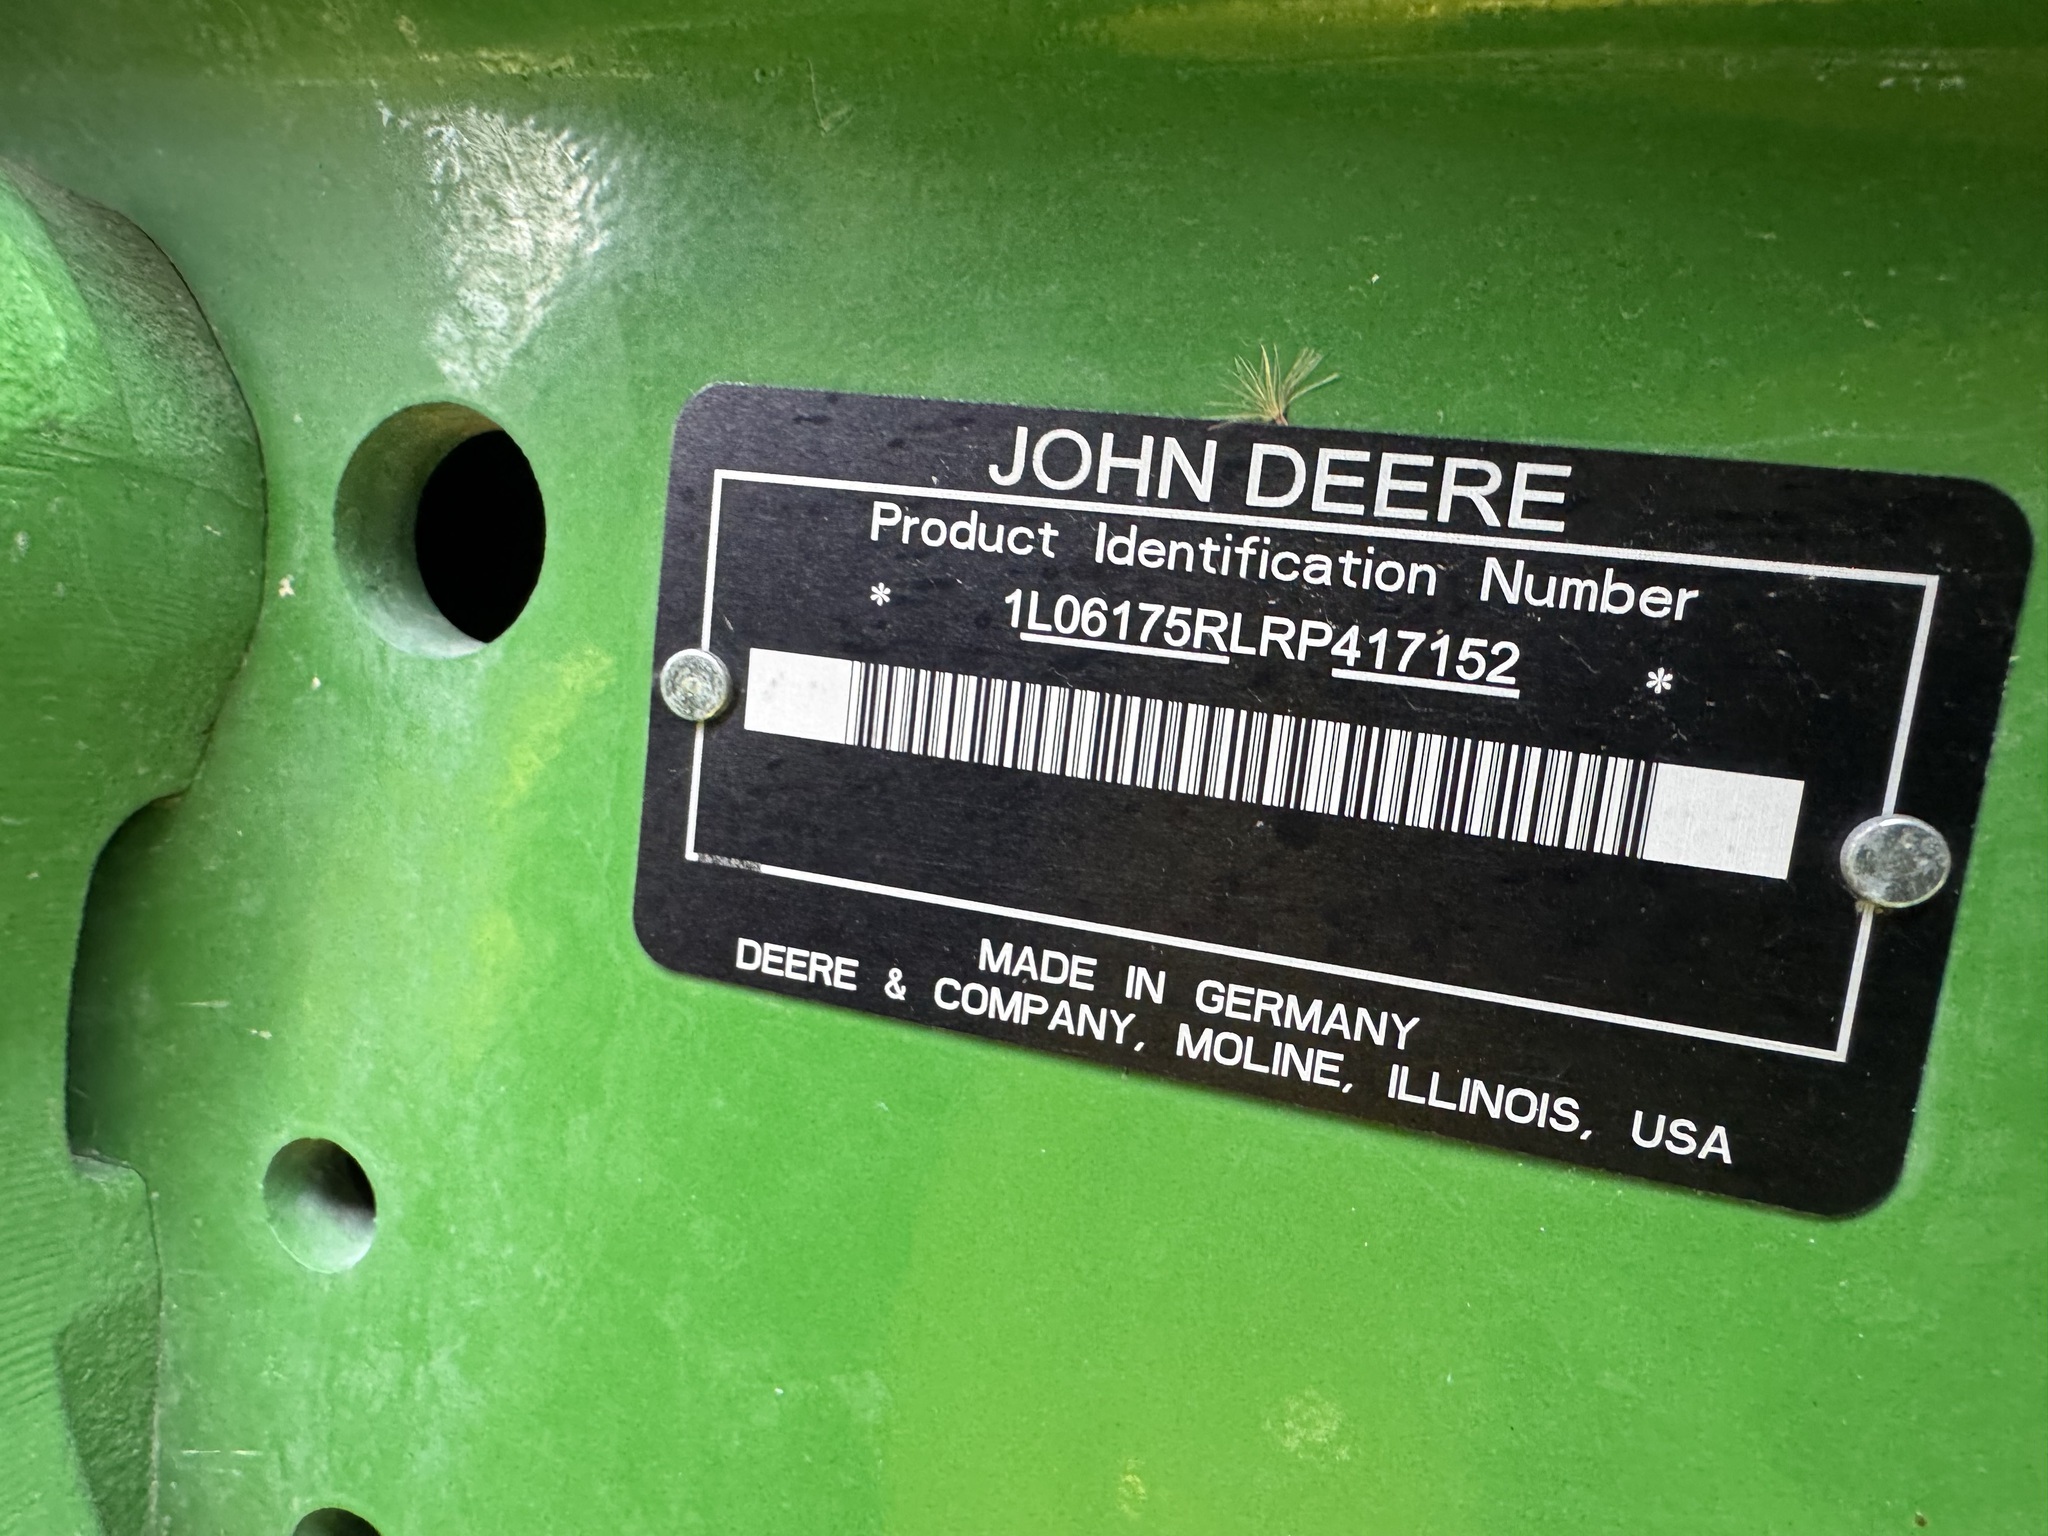 JOHN DEERE
Product Identification Number
* 1L06175RLRP417152 *
MADE IN GERMANY
DEERE & COMPANY, MOLINE, ILLINOIS, USA